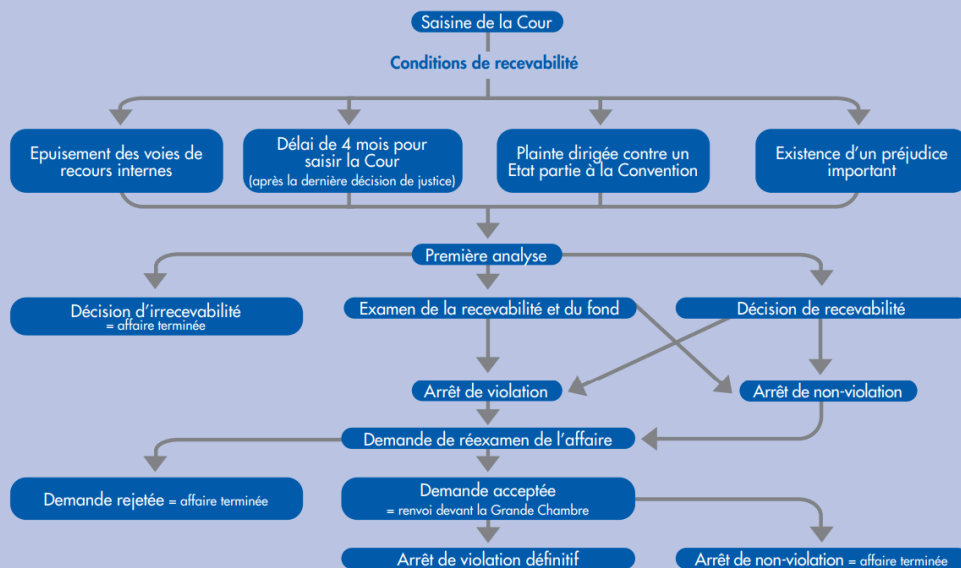 Saisine de la Cour
Conditions de recevabilité
Epuisement des voies de
recours internes
Délai de 4 mois pour
saisir la Cour
(après la dernière décision de justice)
Plainte dirigée contre un
Etat partie à la Convention
Existence d'un préjudice
important
Première analyse
Décision d'irrecevabilité
= affaire terminée
Examen de la recevabilité et du fond
Décision de recevabilité
Arrêt de violation
Arrêt de non-violation
Demande de réexamen de l'affaire
Demande rejetée = affaire terminée
Demande acceptée
= renvoi devant la Grande Chambre
Arrêt de violation définitif
Arrêt de non-violation = affaire terminée